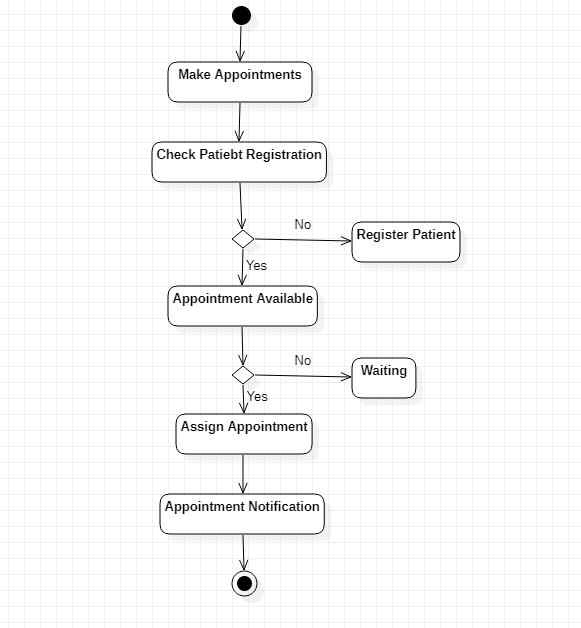 Make Appointments
Check Patiebt Registration
No
Register Patient
Yes
Appointment Available
No
Waiting
Yes
Assign Appointment
Appointment Notification